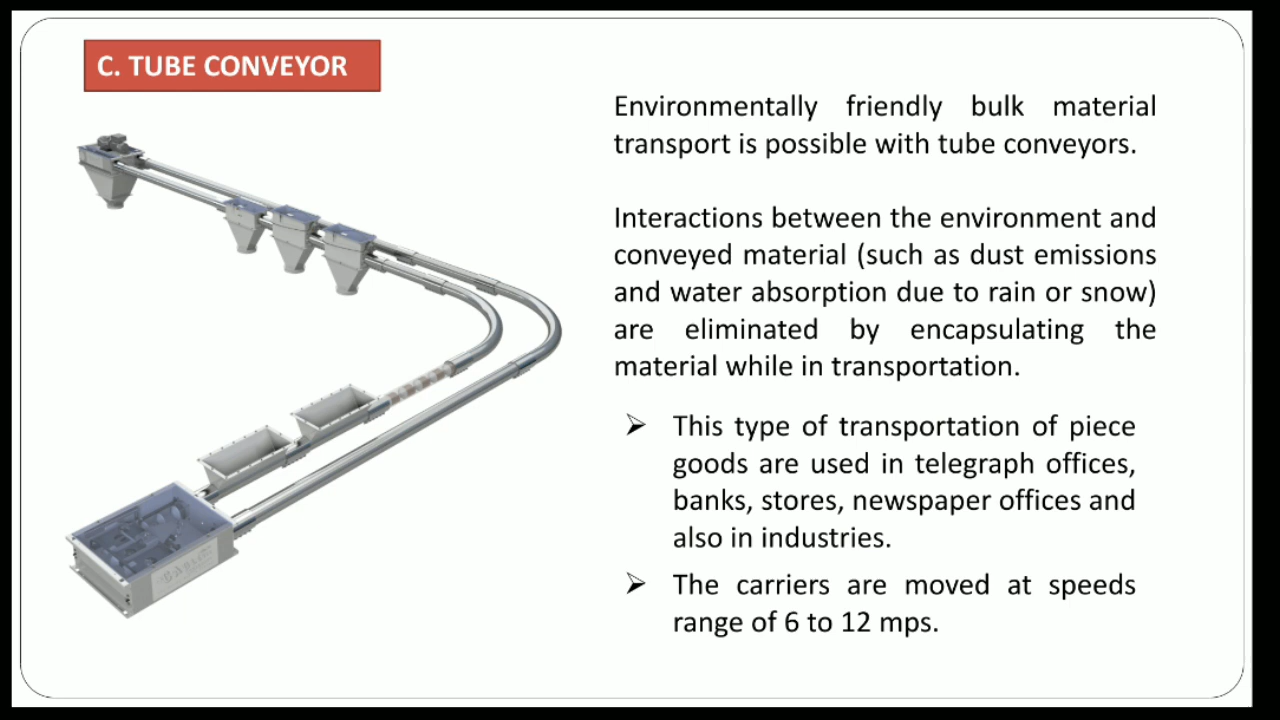 C. TUBE CONVEYOR
Environmentally friendly bulk material
transport is possible with tube conveyors.
Interactions between the environment and
conveyed material (such as dust emissions
and water absorption due to rain or snow)
are eliminated by encapsulating the
material while in transportation.
➢ This type of transportation of piece
goods are used in telegraph offices,
banks, stores, newspaper offices and
also in industries.
➢ The carriers are moved at speeds
range of 6 to 12 mps.